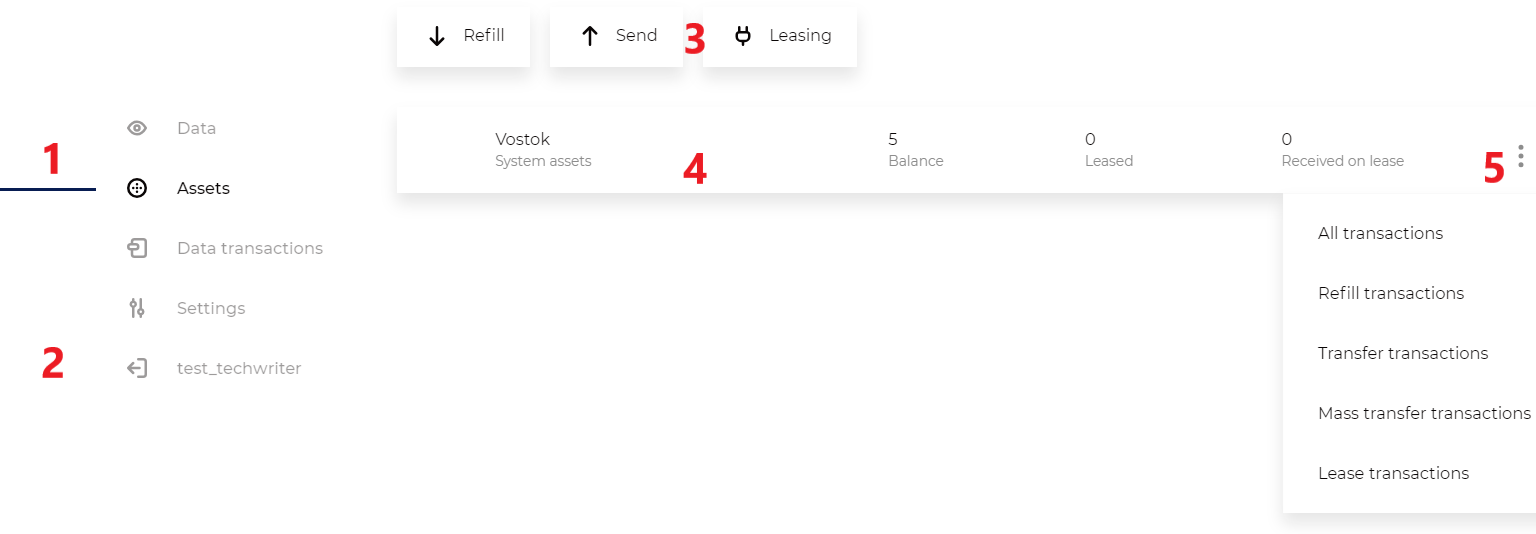 Refill
Send
3
Leasing
1
Data
Assets
Data transactions
Settings
2
test_techwriter
Vostok
System assets
4
5
Balance
0
Leased
0
Received on lease
5
All transactions
Refill transactions
Transfer transactions
Mass transfer transactions
Lease transactions